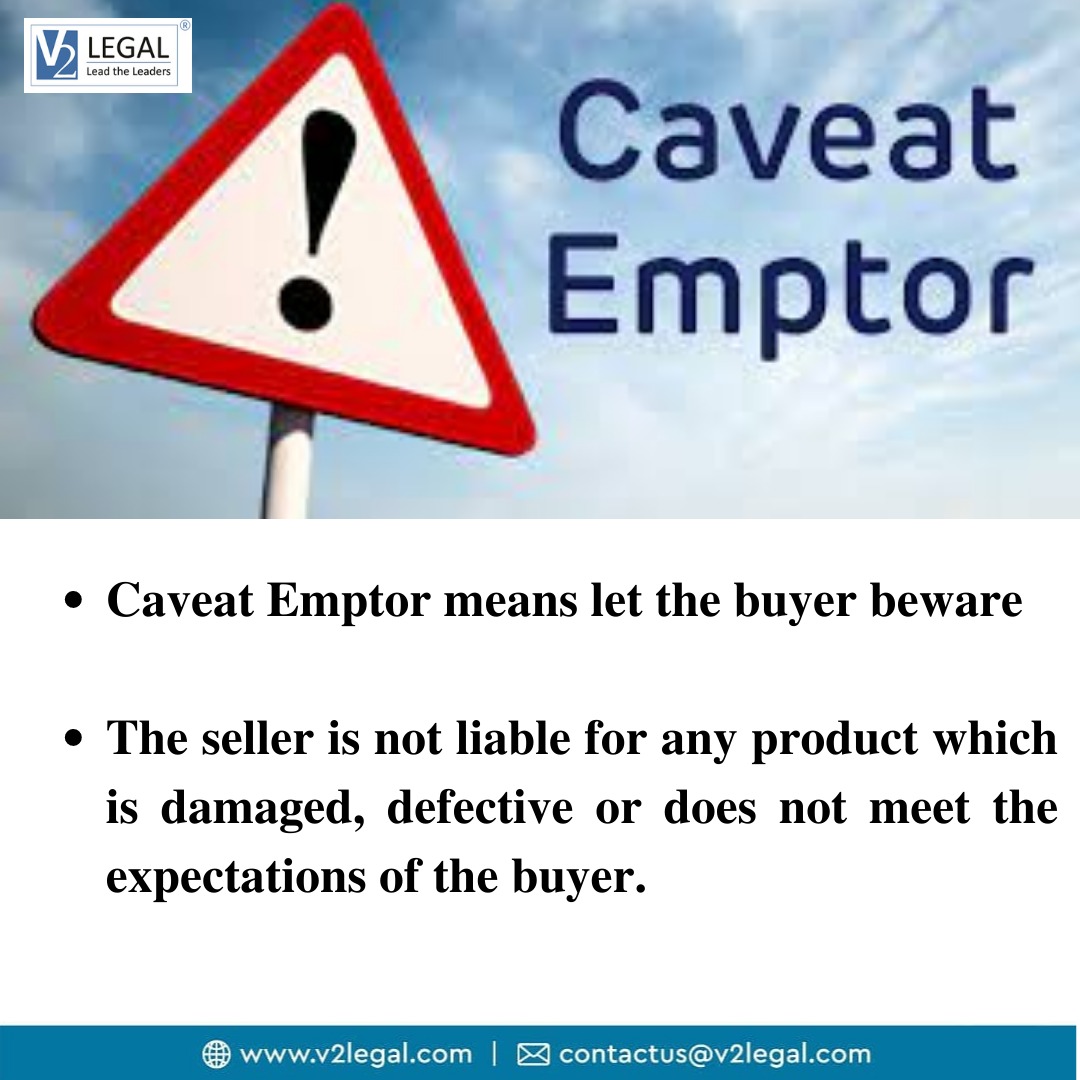 V2 LEGAL ®
Lead the Leaders
Caveat
Emptor
• Caveat Emptor means let the buyer beware
• The seller is not liable for any product which
is damaged, defective or does not meet the
expectations of the buyer.
www.v2legal.com | contactus@v2legal.com